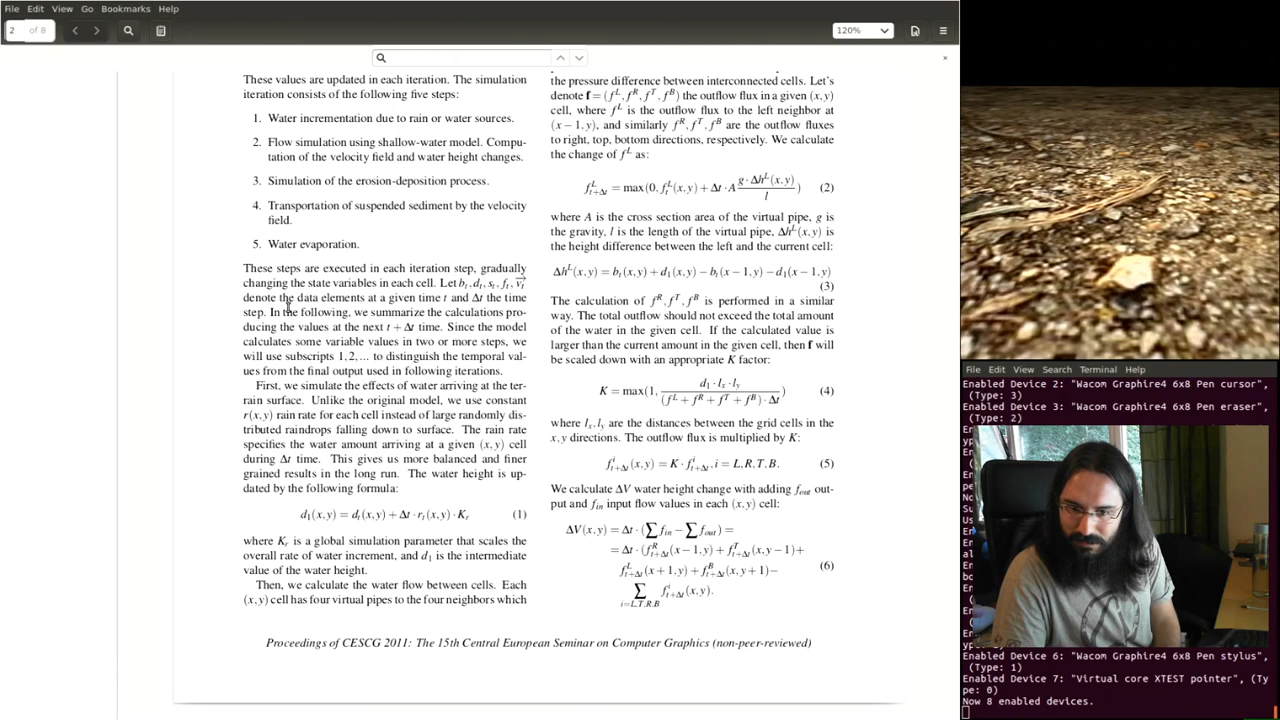 File Edit View Go Bookmarks Help
2 of 8
120%
These values are updated in each iteration. The simulation
iteration consists of the following five steps:
1. Water incrementation due to rain or water sources.
2. Flow simulation using shallow-water model. Compu-
tation of the velocity field and water height changes.
3. Simulation of the erosion-deposition process.
4. Transportation of suspended sediment by the velocity
field.
5. Water evaporation.
These steps are executed in each iteration step, gradually
changing the state variables in each cell. Let b_t, d_t, s_t, f_t, \vec{v_t}
denote the data elements at a given time t and Δt the time
step. In the following, we summarize the calculations pro-
ducing the values at the next t + Δt time. Since the model
calculates some variable values in two or more steps, we
will use subscripts 1, 2, ... to distinguish the temporal val-
ues from the final output used in following iterations.
First, we simulate the effects of water arriving at the ter-
rain surface. Unlike the original model, we use constant
r(x,y) rain rate for each cell instead of large randomly dis-
tributed raindrops falling down to surface. The rain rate
specifies the water amount arriving at a given (x,y) cell
during Δt time. This gives us more balanced and finer
grained results in the long run. The water height is up-
dated by the following formula:
d_1(x,y) = d_t(x,y) + Δt · r_t(x,y) · K_r (1)
where K_r is a global simulation parameter that scales the
overall rate of water increment, and d_1 is the intermediate
value of the water height.
Then, we calculate the water flow between cells. Each
(x,y) cell has four virtual pipes to the four neighbors which
the pressure difference between interconnected cells. Let's
denote f = (f^L, f^R, f^T, f^B) the outflow flux in a given (x,y)
cell, where f^L is the outflow flux to the left neighbor at
(x−1,y), and similarly f^R, f^T, f^B are the outflow fluxes
to right, top, bottom directions, respectively. We calculate
the change of f^L as:
f^L_{t+Δt} = max(0, f^L_t(x,y) + Δt · A \frac{g · Δh^L(x,y)}{l}) (2)
where A is the cross section area of the virtual pipe, g is
the gravity, l is the length of the virtual pipe, Δh^L(x,y) is
the height difference between the left and the current cell:
Δh^L(x,y) = b_t(x,y) + d_1(x,y) − b_t(x−1,y) − d_1(x−1,y)
(3)
The calculation of f^R, f^T, f^B is performed in a similar
way. The total outflow should not exceed the total amount
of the water in the given cell. If the calculated value is
larger than the current amount in the given cell, then f will
be scaled down with an appropriate K factor:
K = max(1, \frac{d_1 · l_x · l_y}{(f^L + f^R + f^T + f^B) · Δt}) (4)
where l_x, l_y are the distances between the grid cells in the
x,y directions. The outflow flux is multiplied by K:
f^i_{t+Δt}(x,y) = K · f^i_{t+Δt}, i = L,R,T,B. (5)
We calculate ΔV water height change with adding f_{out} out-
put and f_{in} input flow values in each (x,y) cell:
ΔV(x,y) = Δt · (∑ f_{in} − ∑ f_{out}) =
= Δt · (f^R_{t+Δt}(x−1,y) + f^T_{t+Δt}(x,y−1) +
f^L_{t+Δt}(x+1,y) + f^B_{t+Δt}(x,y+1) − (6)
∑_{i=L,T,R,B} f^i_{t+Δt}(x,y).
Proceedings of CESCG 2011: The 15th Central European Seminar on Computer Graphics (non-peer-reviewed)
File Edit View Search Terminal Help
Enabled Device 2: "Wacom Graphire4 6x8 Pen cursor",
(Type: 3)
Enabled Device 3: "Wacom Graphire4 6x8 Pen eraser",
(Type: 2)
Enabled Device 6: "Wacom Graphire4 6x8 Pen stylus",
(Type: 1)
Enabled Device 7: "Virtual core XTEST pointer", (Ty
pe: 0)
Now 8 enabled devices.